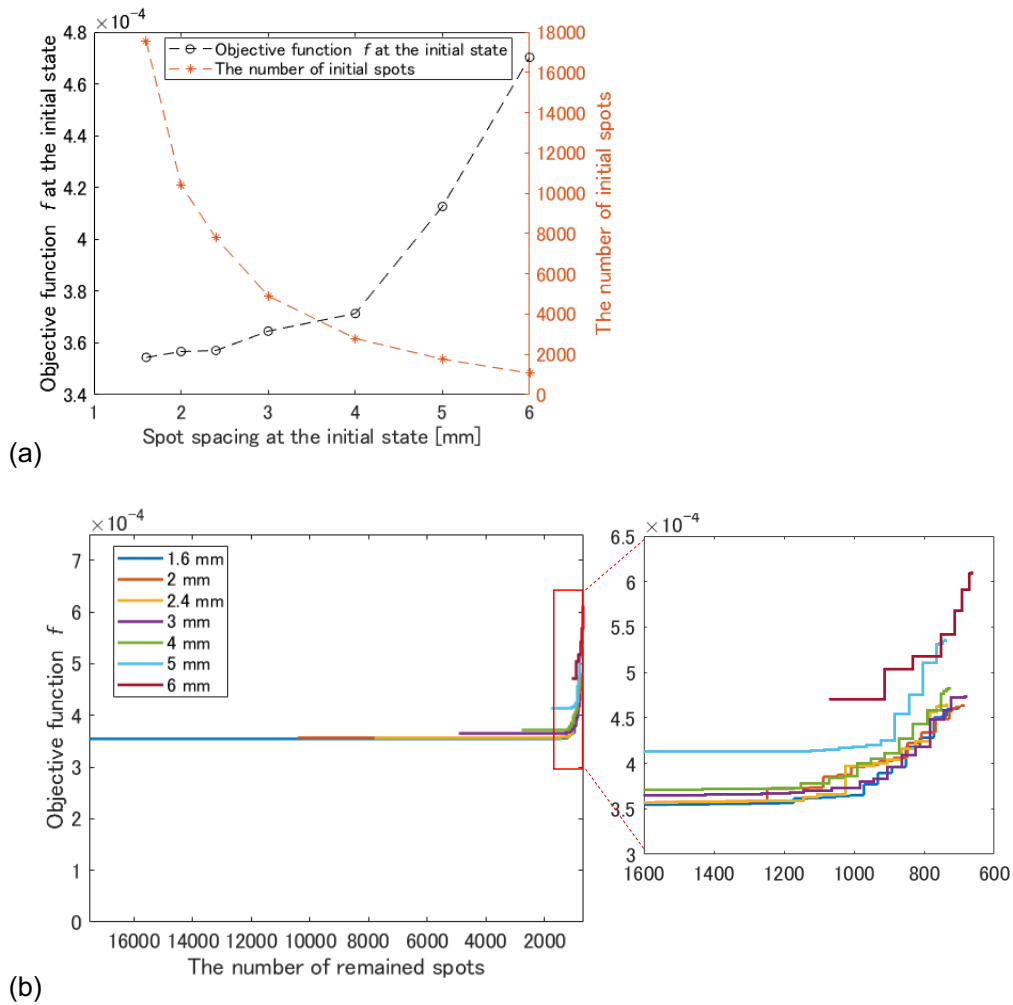 ×10⁻⁴
4.8
4.6
4.4
4.2
4
3.8
3.6
3.4
Objective function f at the initial state
Objective function f at the initial state
The number of initial spots
18000
16000
14000
12000
10000
8000
6000
4000
2000
0
The number of initial spots
1 2 3 4 5 6
Spot spacing at the initial state [mm]
(a)
×10⁻⁴
7
6
5
4
3
2
1
0
Objective function f
1.6 mm
2 mm
2.4 mm
3 mm
4 mm
5 mm
6 mm
16000 14000 12000 10000 8000 6000 4000 2000
The number of remained spots
×10⁻⁴
6.5
6
5.5
5
4.5
4
3.5
3
1600 1400 1200 1000 800 600
(b)